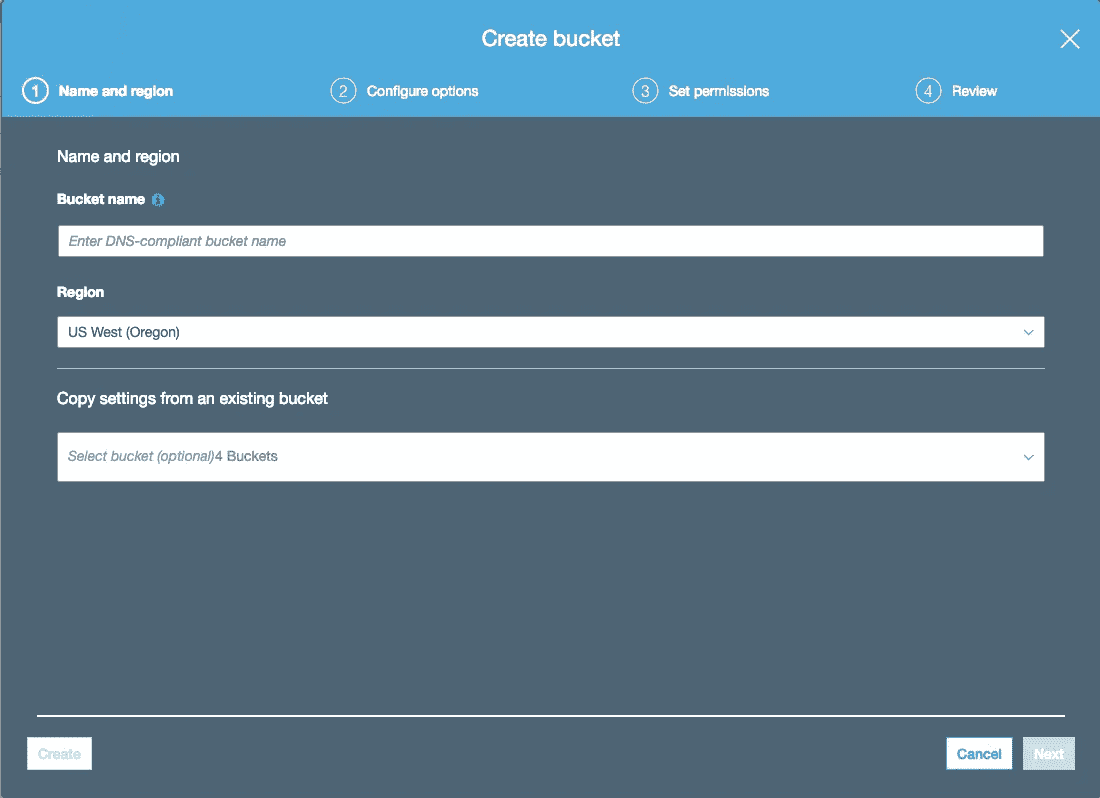 Create bucket
1 Name and region
2 Configure options
3 Set permissions
4 Review
Name and region
Bucket name
Enter DNS-compliant bucket name
Region
US West (Oregon)
Copy settings from an existing bucket
Select bucket (optional)4 Buckets
Create
Cancel
Next